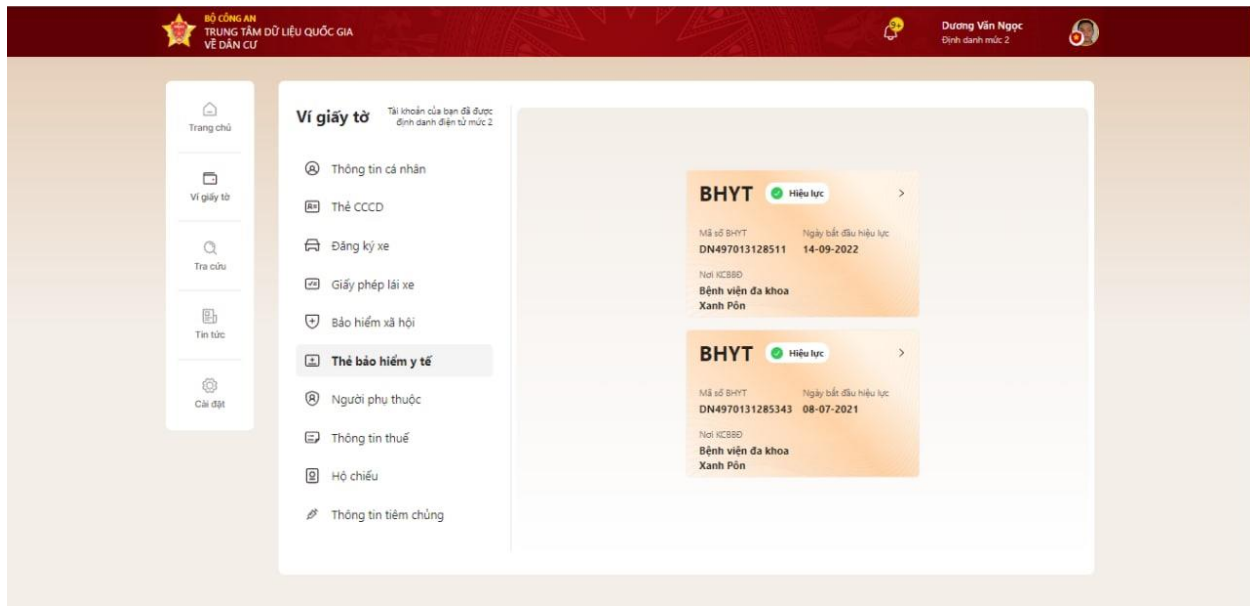 BỘ CÔNG AN
TRUNG TÂM DỮ LIỆU QUỐC GIA
VỀ DÂN CƯ
9+
Dương Văn Ngọc
Định danh mức 2
Trang chủ
Ví giấy tờ
Tra cứu
Tin tức
Cài đặt
Ví giấy tờ
Tài khoản của bạn đã được
định danh điện tử mức 2
Thông tin cá nhân
Thẻ CCCD
Đăng ký xe
Giấy phép lái xe
Bảo hiểm xã hội
Thẻ bảo hiểm y tế
Người phụ thuộc
Thông tin thuế
Hộ chiếu
Thông tin tiêm chủng
BHYT Hiệu lực
Mã số BHYT Ngày bắt đầu hiệu lực
DN497013128511 14-09-2022
Nơi KCBBĐ
Bệnh viện đa khoa
Xanh Pôn
BHYT Hiệu lực
Mã số BHYT Ngày bắt đầu hiệu lực
DN4970131285343 08-07-2021
Nơi KCBBĐ
Bệnh viện đa khoa
Xanh Pôn